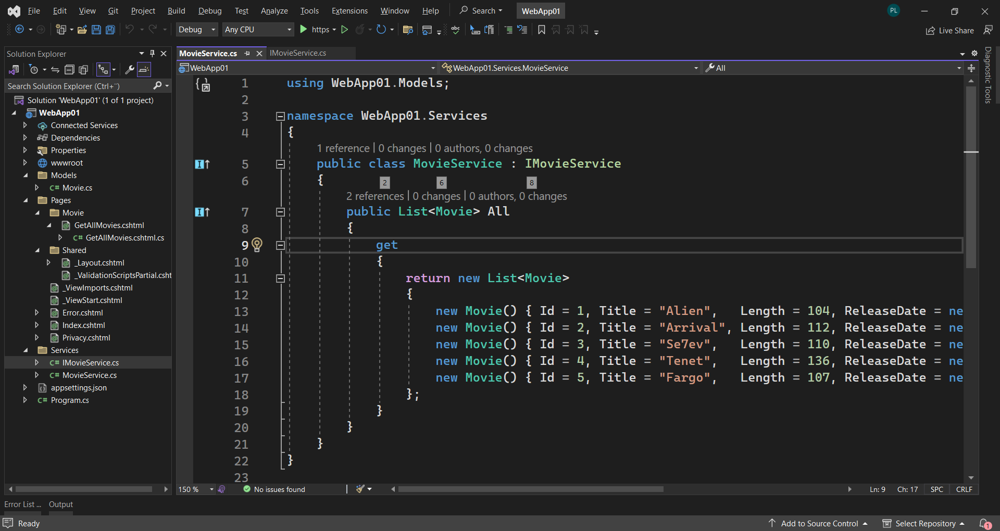 File Edit View Git Project Build Debug Test Analyze Tools Extensions Window Help Search WebApp01 PL
Debug Any CPU https abc Live Share
Solution Explorer
Search Solution Explorer (Ctrl+¨)
Solution 'WebApp01' (1 of 1 project)
WebApp01
Connected Services
Dependencies
Properties
wwwroot
Models
C# Movie.cs
Pages
Movie
GetAllMovies.cshtml
C# GetAllMovies.cshtml.cs
Shared
_Layout.cshtml
_ValidationScriptsPartial.csht
_ViewImports.cshtml
_ViewStart.cshtml
Error.cshtml
Index.cshtml
Privacy.cshtml
Services
C# IMovieService.cs
C# MovieService.cs
appsettings.json
C# Program.cs
MovieService.cs IMovieService.cs
WebApp01 WebApp01.Services.MovieService All
1 using WebApp01.Models;
2
3 namespace WebApp01.Services
4 {
1 reference | 0 changes | 0 authors, 0 changes
5 public class MovieService : IMovieService
6 {
2 6 8
2 references | 0 changes | 0 authors, 0 changes
7 public List<Movie> All
8 {
9 get
10 {
11 return new List<Movie>
12 {
13 new Movie() { Id = 1, Title = "Alien", Length = 104, ReleaseDate = ne
14 new Movie() { Id = 2, Title = "Arrival", Length = 112, ReleaseDate = ne
15 new Movie() { Id = 3, Title = "Se7ev", Length = 110, ReleaseDate = ne
16 new Movie() { Id = 4, Title = "Tenet", Length = 136, ReleaseDate = ne
17 new Movie() { Id = 5, Title = "Fargo", Length = 107, ReleaseDate = ne
18 };
19 }
20 }
21 }
22 }
23
150 % No issues found Ln: 9 Ch: 17 SPC CRLF
Diagnostic Tools
Error List ... Output
Ready Add to Source Control Select Repository 1